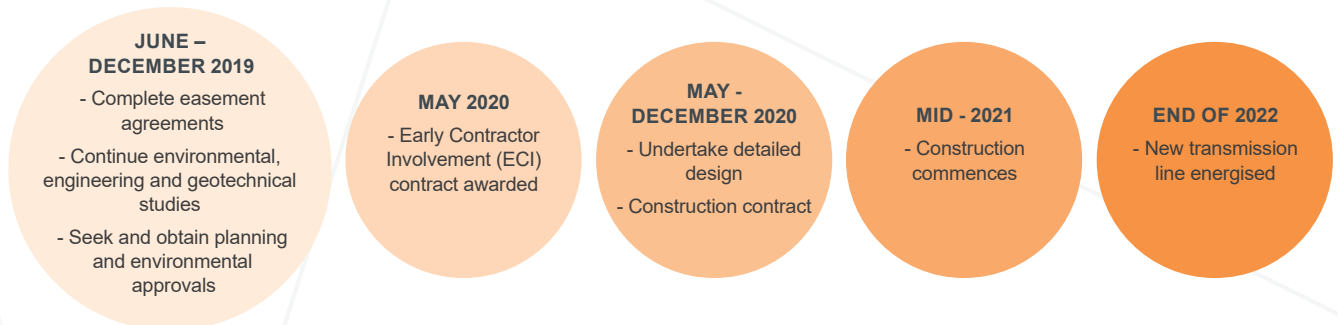 JUNE –
DECEMBER 2019
- Complete easement
agreements
- Continue environmental,
engineering and geotechnical
studies
- Seek and obtain planning
and environmental
approvals
MAY 2020
- Early Contractor
Involvement (ECI)
contract awarded
MAY -
DECEMBER 2020
- Undertake detailed
design
- Construction contract
MID - 2021
- Construction
commences
END OF 2022
- New transmission
line energised